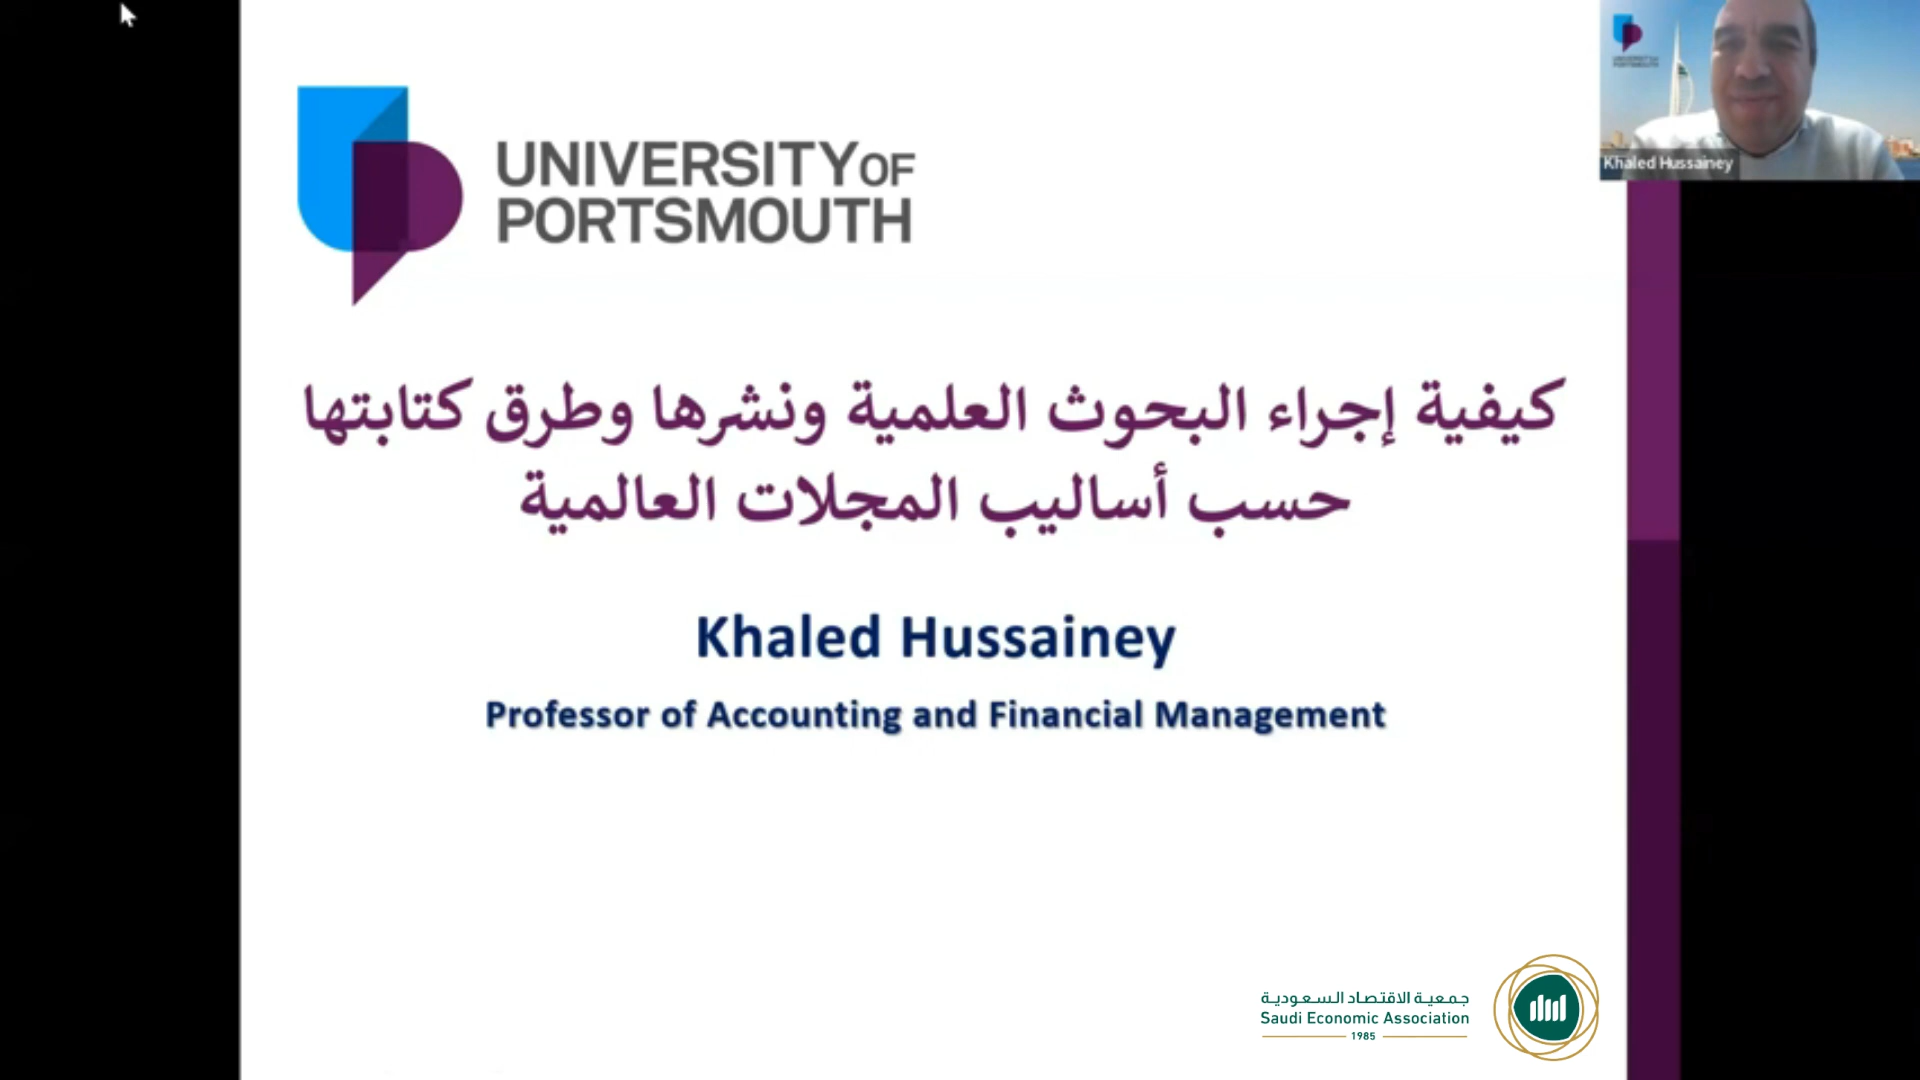 UNIVERSITY OF
PORTSMOUTH
كيفية إجراء البحوث العلمية ونشرها وطرق كتابتها
حسب أساليب المجلات العالمية
Khaled Hussainey
Professor of Accounting and Financial Management
Khaled Hussainey
جمعية الاقتصاد السعودية
Saudi Economic Association
1985